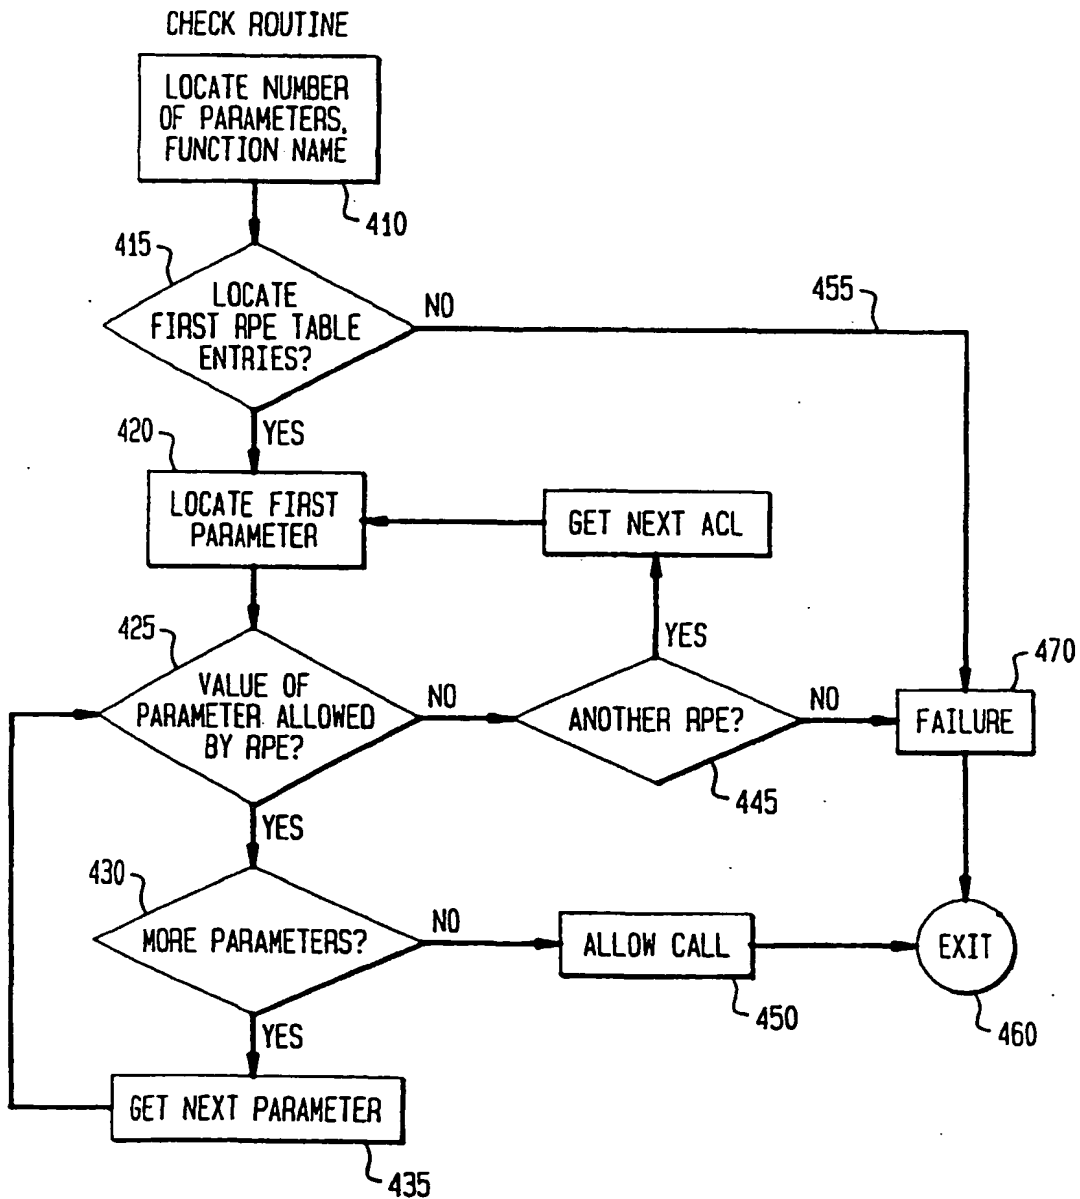 CHECK ROUTINE
LOCATE NUMBER
OF PARAMETERS,
FUNCTION NAME
410
415
LOCATE
FIRST RPE TABLE
ENTRIES?
NO
455
YES
420
LOCATE FIRST
PARAMETER
GET NEXT ACL
YES
425
VALUE OF
PARAMETER ALLOWED
BY RPE?
NO
ANOTHER RPE?
445
NO
470
FAILURE
YES
430
MORE PARAMETERS?
NO
ALLOW CALL
450
EXIT
460
YES
GET NEXT PARAMETER
435